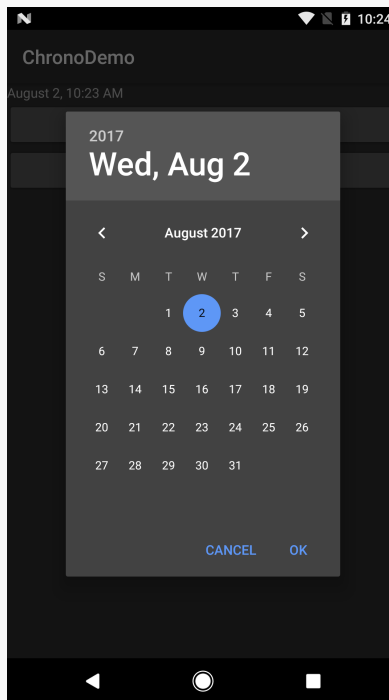 10:24
ChronoDemo
August 2, 10:23 AM
2017
Wed, Aug 2
August 2017
S M T W T F S
1 2 3 4 5
6 7 8 9 10 11 12
13 14 15 16 17 18 19
20 21 22 23 24 25 26
27 28 29 30 31
CANCEL OK